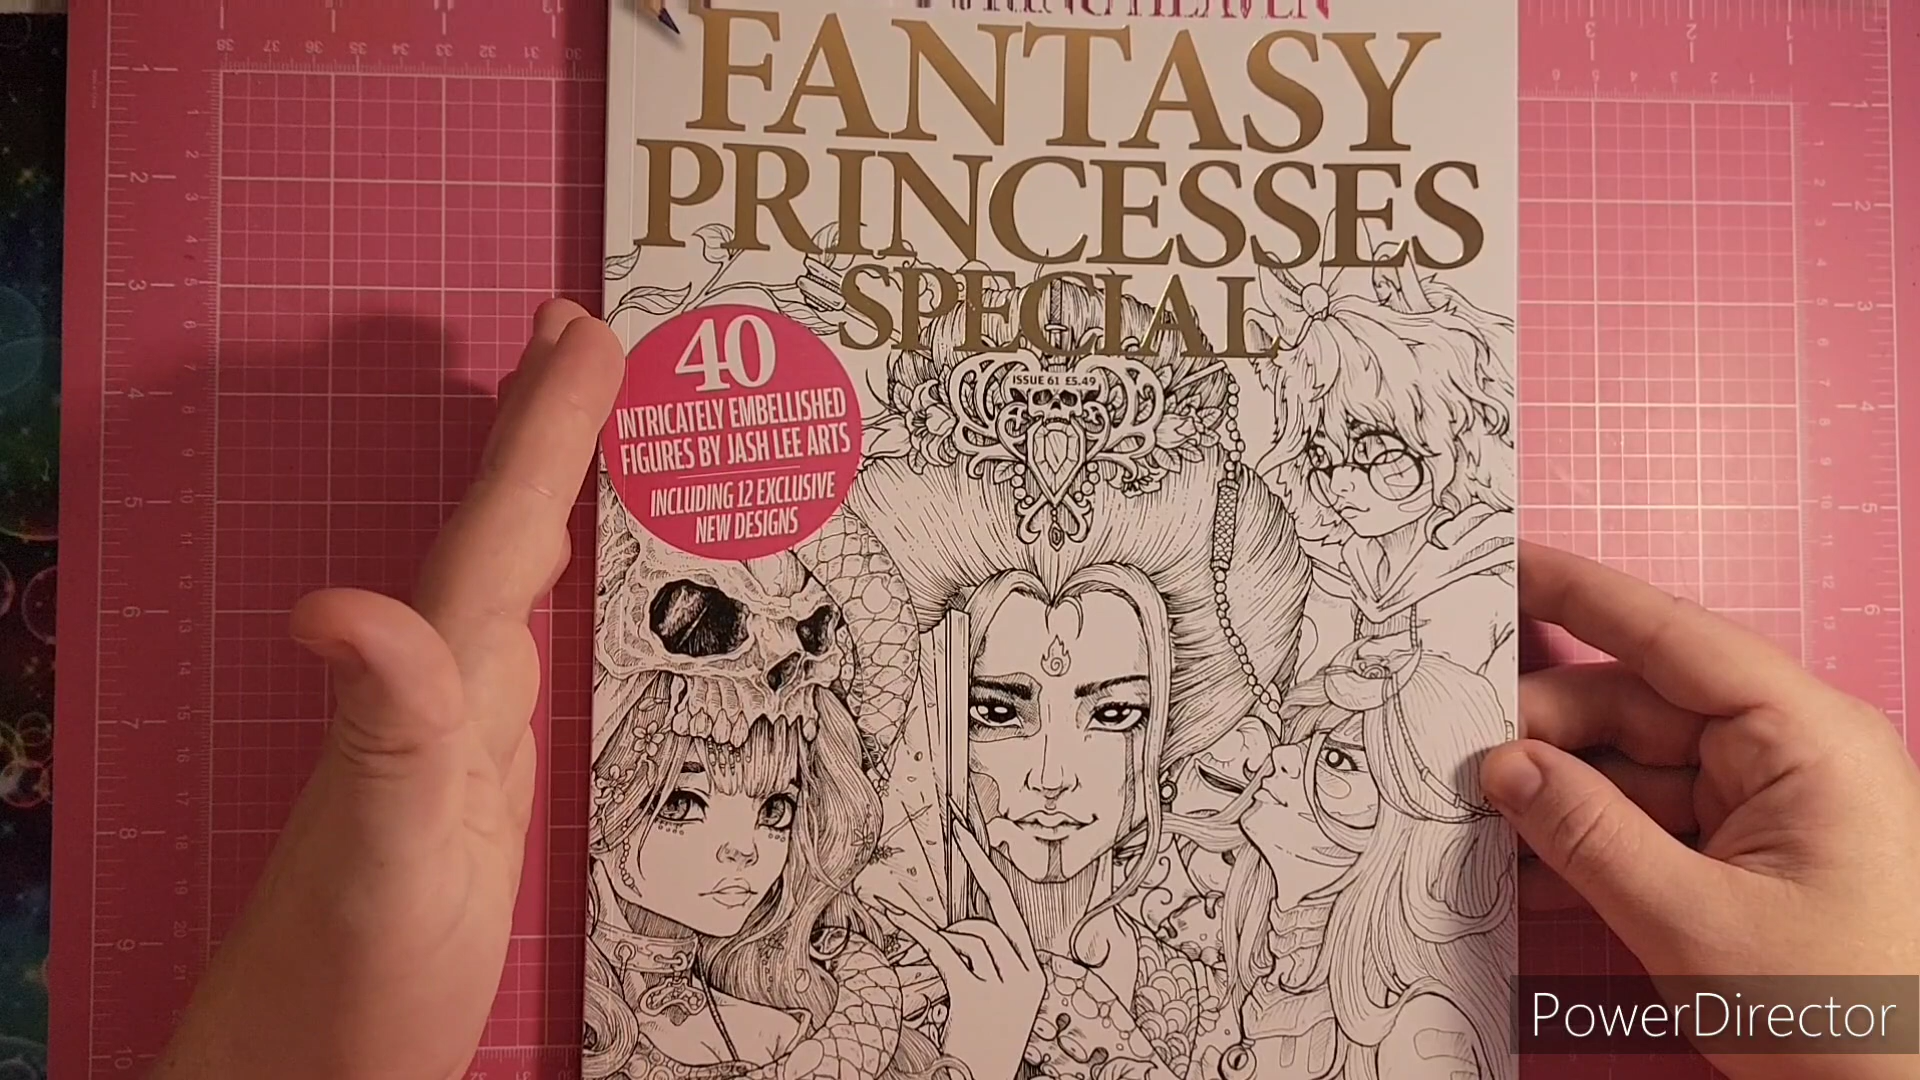 HEAVEN
FANTASY
PRINCESSES
SPECIAL
ISSUE 61 £5.49
40
INTRICATELY EMBELLISHED
FIGURES BY JASH LEE ARTS
INCLUDING 12 EXCLUSIVE
NEW DESIGNS
PowerDirector